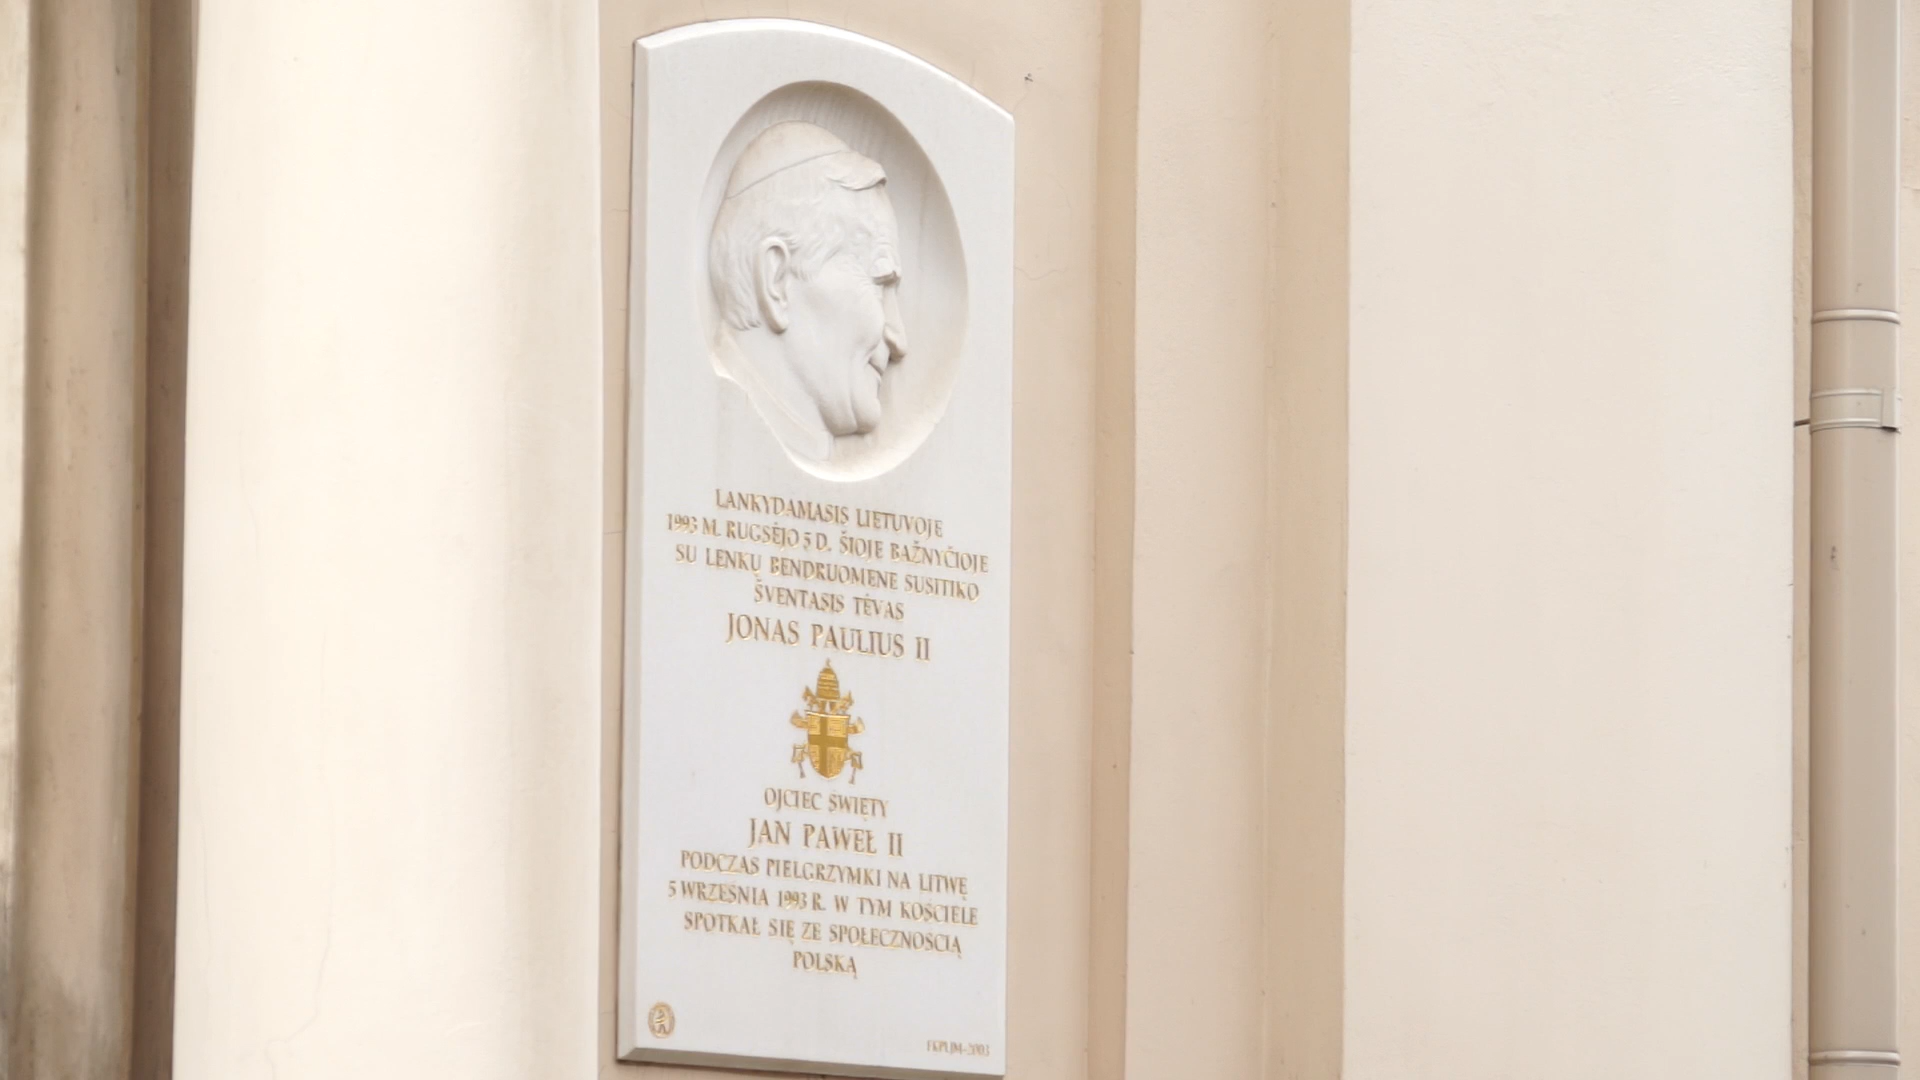 LANKYDAMASIS LIETUVOJE
1993 M. RUGSĖJO 5 D. ŠIOJE BAŽNYČIOJE
SU LENKŲ BENDRUOMENE SUSITIKO
ŠVENTASIS TĖVAS
JONAS PAULIUS II
OJCIEC ŚWIĘTY
JAN PAWEŁ II
PODCZAS PIELGRZYMKI NA LITWĘ
5 WRZEŚNIA 1993 R. W TYM KOŚCIELE
SPOTKAŁ SIĘ ZE SPOŁECZNOŚCIĄ
POLSKĄ